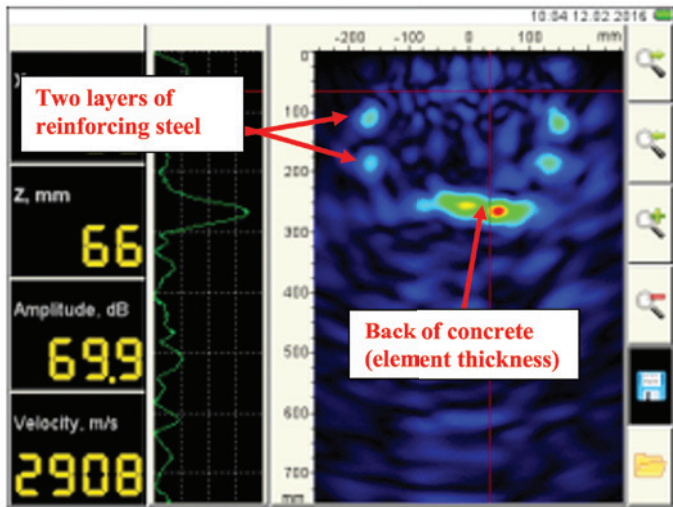 10:04 12.02.2016
-200 0 100 mm
0
100
200
300
400
500
600
700
mm
Two layers of
reinforcing steel
Z, mm
66
Amplitude, dB
69.9
Velocity, m/s
2908
Back of concrete
(element thickness)